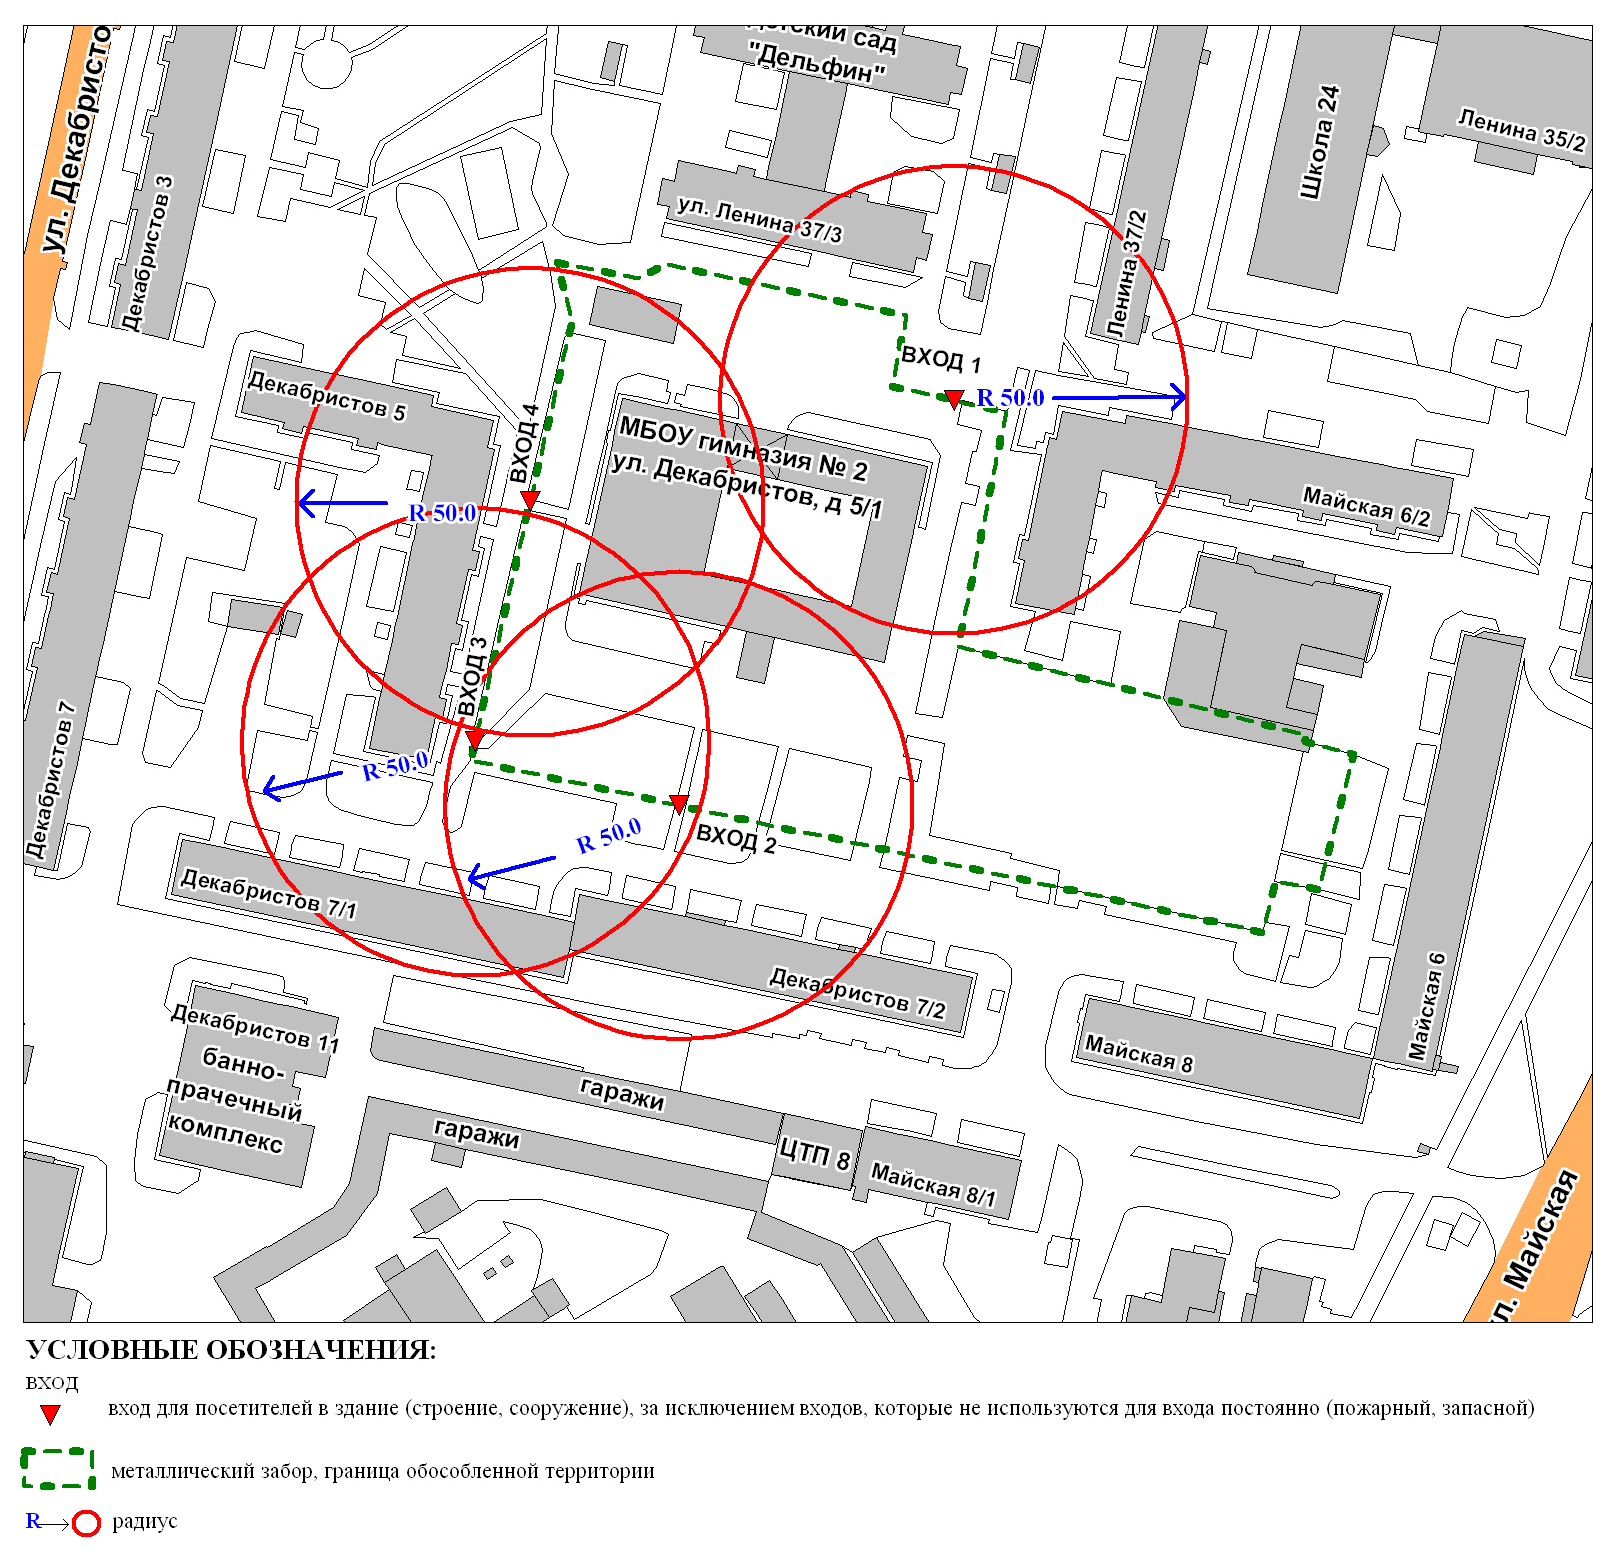 ул. Декабристо
Декабристов 3
Детский сад
"Дельфин"
ул. Ленина 37/3
Ленина 37/2
Школа 24
Ленина 35/2
ВХОД 1
R 50.0
Декабристов 5
ВХОД 4
МБОУ гимназия № 2
ул. Декабристов, д 5/1
R 50.0
Майская 6/2
ВХОД 3
R 50.0
Декабристов 7
ВХОД 2
R 50.0
Декабристов 7/1
Декабристов 7/2
Майская 6
Декабристов 11
банно-
прачечный
комплекс
Майская 8
гаражи
гаражи
ЦТП 8
Майская 8/1
ул. Майская
УСЛОВНЫЕ ОБОЗНАЧЕНИЯ:
ВХОД
вход для посетителей в здание (строение, сооружение), за исключением входов, которые не используются для входа постоянно (пожарный, запасной)
металлический забор, граница обособленной территории
R
радиус